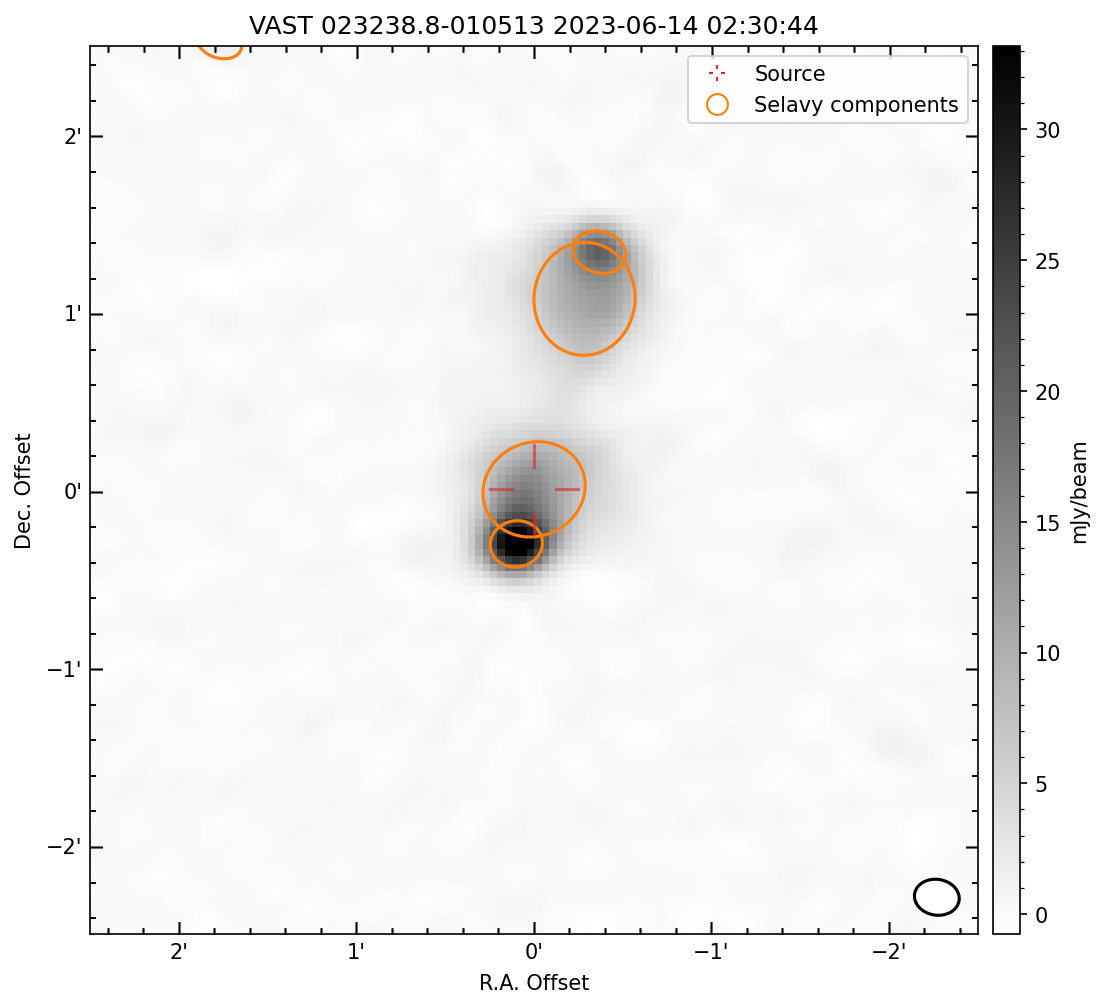 VAST 023238.8-010513 2023-06-14 02:30:44
Source
Selavy components
2'
1'
0'
−1'
−2'
Dec. Offset
2'
1'
0'
−1'
−2'
R.A. Offset
30
25
20
15
10
5
0
mJy/beam